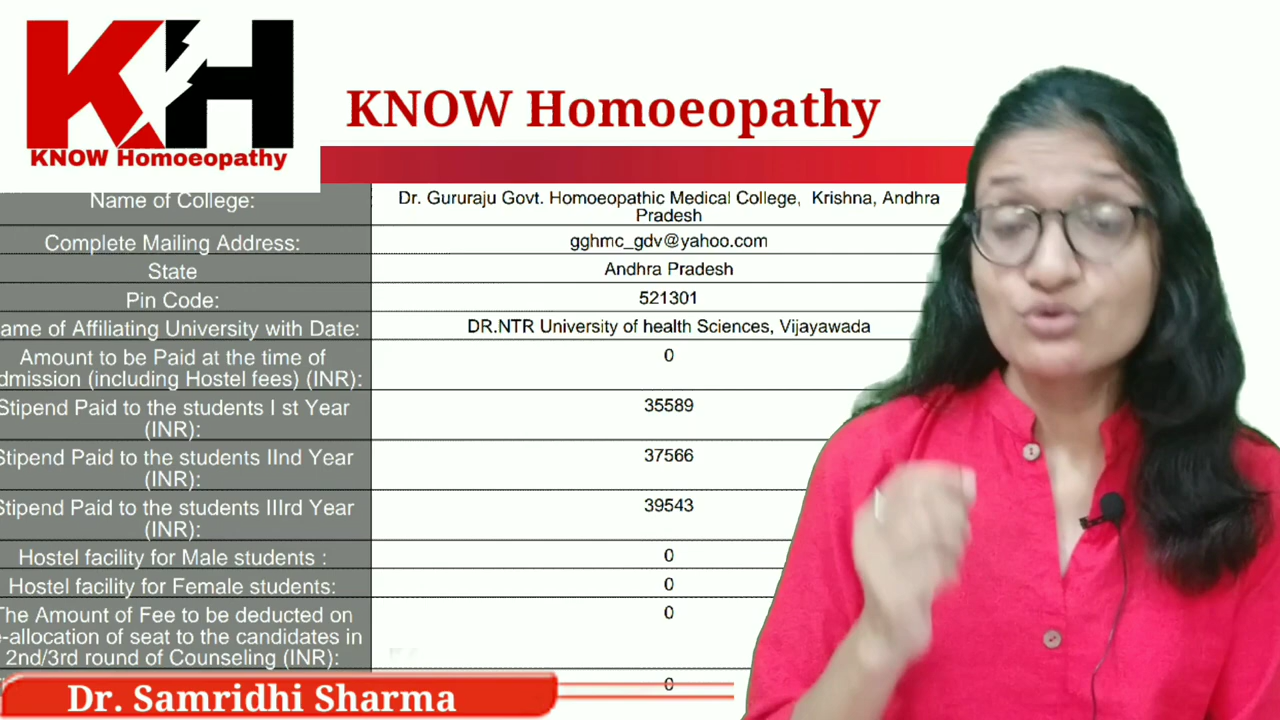 KH
KNOW Homoeopathy
KNOW Homoeopathy
Name of College:
Dr. Gururaju Govt. Homoeopathic Medical College, Krishna, Andhra
Pradesh
Complete Mailing Address:
gghmc_gdv@yahoo.com
State
Andhra Pradesh
Pin Code:
521301
ame of Affiliating University with Date:
DR.NTR University of health Sciences, Vijayawada
Amount to be Paid at the time of
dmission (including Hostel fees) (INR):
0
Stipend Paid to the students I st Year
(INR):
35589
Stipend Paid to the students IInd Year
(INR):
37566
Stipend Paid to the students IIIrd Year
(INR):
39543
Hostel facility for Male students :
0
Hostel facility for Female students:
0
The Amount of Fee to be deducted on
e-allocation of seat to the candidates in
2nd/3rd round of Counseling (INR):
0
0
Dr. Samridhi Sharma